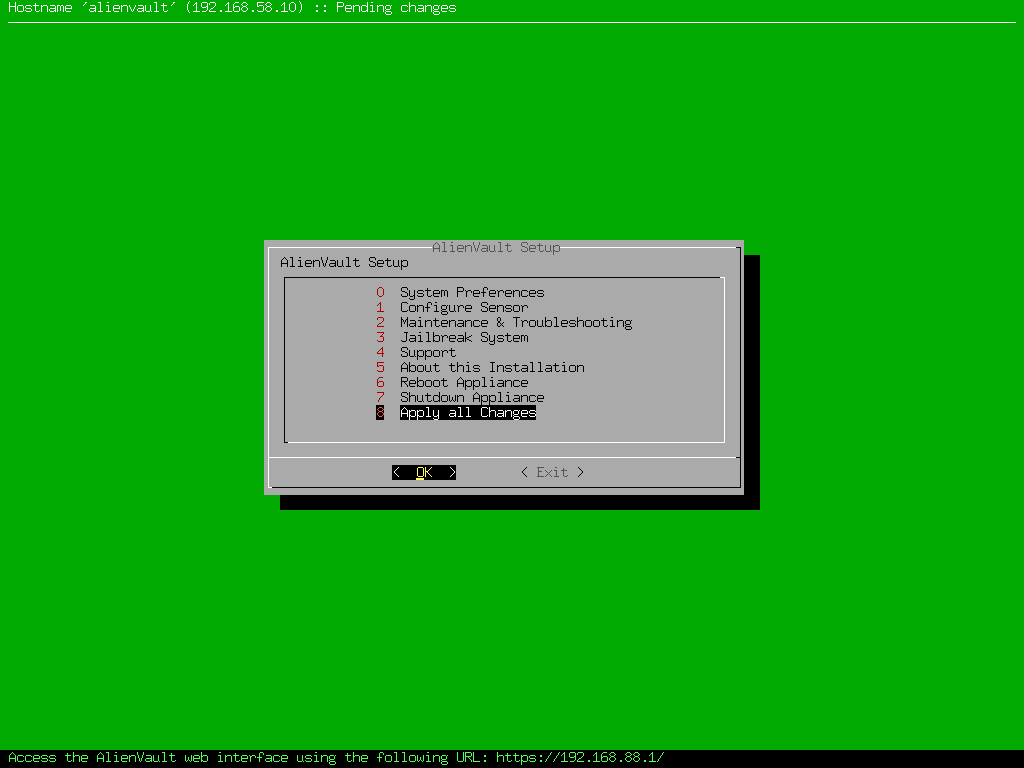 Hostname 'alienvault' (192.168.58.10) :: Pending changes
AlienVault Setup
AlienVault Setup
0 System Preferences
1 Configure Sensor
2 Maintenance & Troubleshooting
3 Jailbreak System
4 Support
5 About this Installation
6 Reboot Appliance
7 Shutdown Appliance
8 Apply all Changes
< OK > < Exit >
Access the AlienVault web interface using the following URL: https://192.168.88.1/